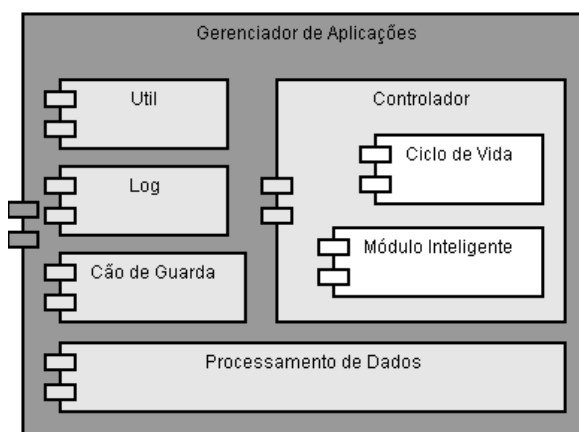 Gerenciador de Aplicações
Util
Controlador
Ciclo de Vida
Log
Módulo Inteligente
Cão de Guarda
Processamento de Dados